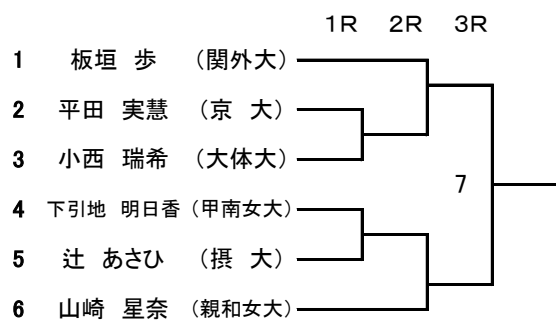 1R 2R 3R
1 板垣 歩 (関外大)
2 平田 実慧 (京 大)
3 小西 瑞希 (大体大)
7
4 下引地 明日香 (甲南女大)
5 辻 あさひ (摂 大)
6 山崎 星奈 (親和女大)